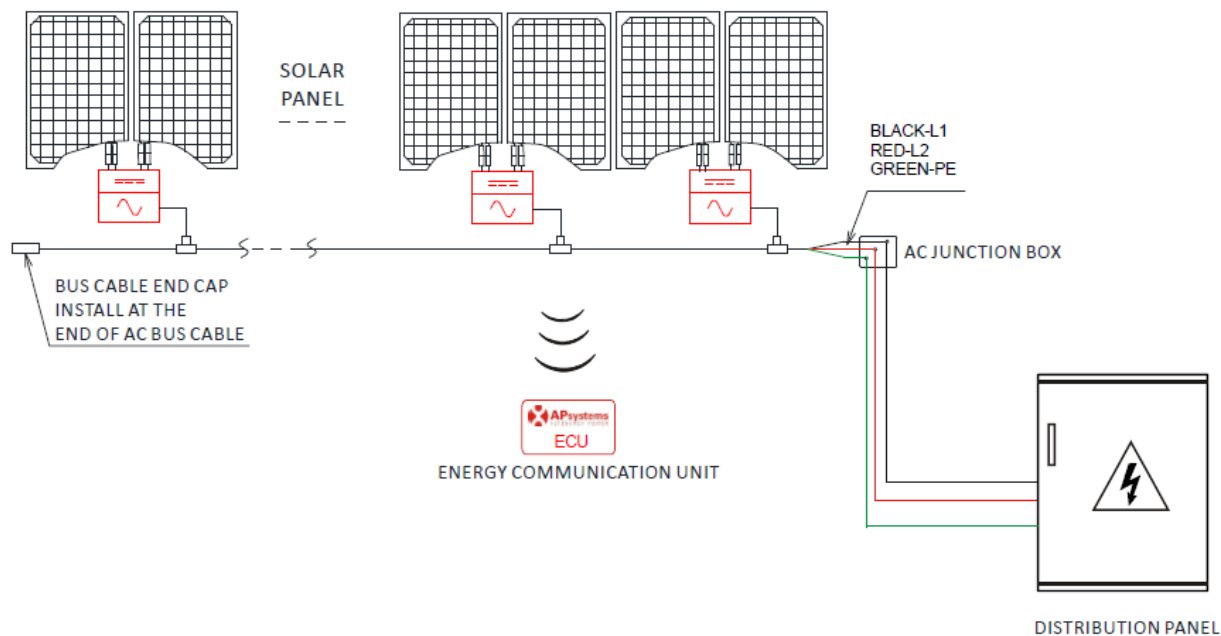 SOLAR
PANEL
BLACK-L1
RED-L2
GREEN-PE
AC JUNCTION BOX
BUS CABLE END CAP
INSTALL AT THE
END OF AC BUS CABLE
APsystems
ECU
ENERGY COMMUNICATION UNIT
DISTRIBUTION PANEL